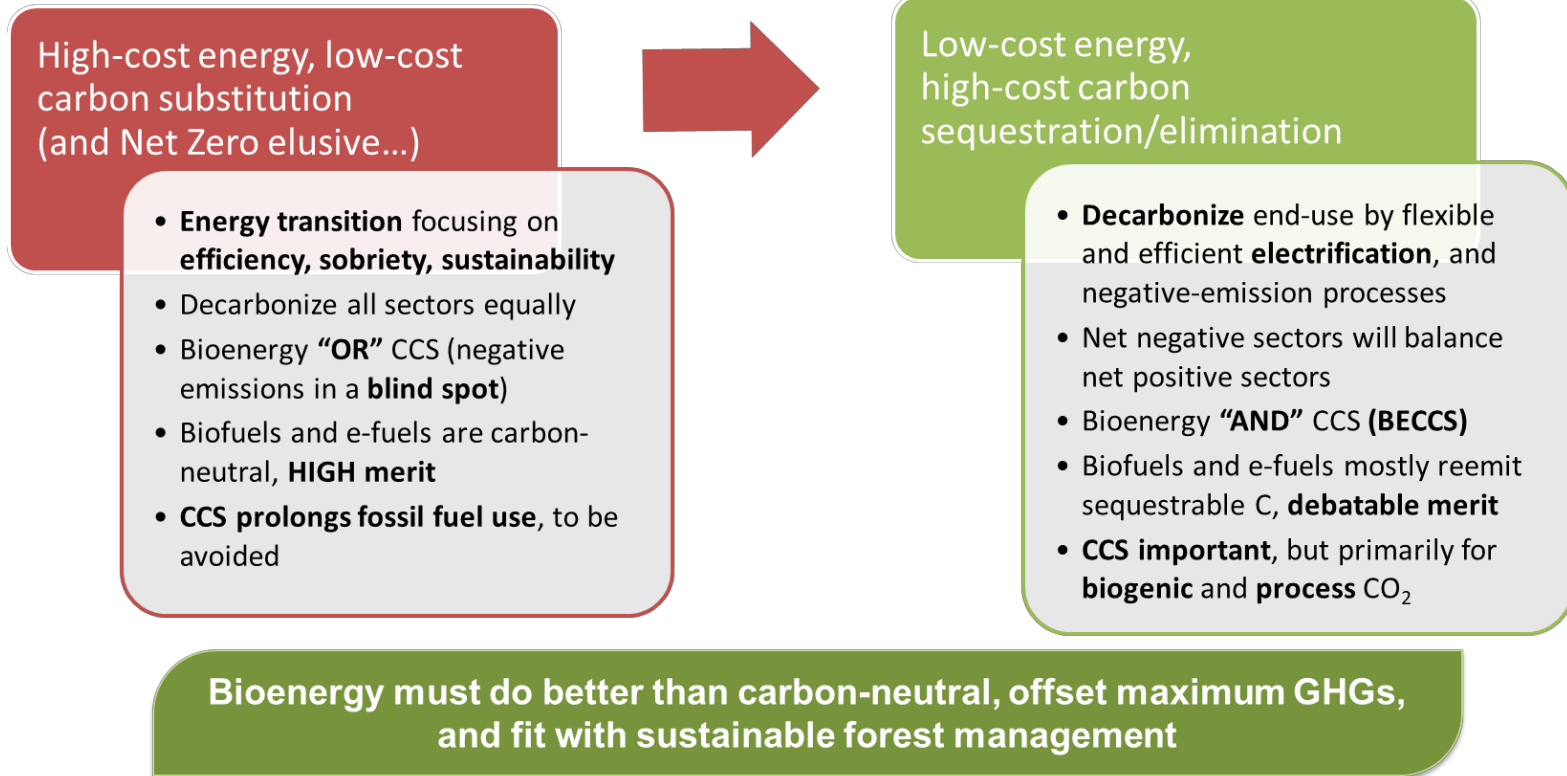 High-cost energy, low-cost
carbon substitution
(and Net Zero elusive…)
• Energy transition focusing on
efficiency, sobriety, sustainability
• Decarbonize all sectors equally
• Bioenergy “OR” CCS (negative
emissions in a blind spot)
• Biofuels and e-fuels are carbon-
neutral, HIGH merit
• CCS prolongs fossil fuel use, to be
avoided
Low-cost energy,
high-cost carbon
sequestration/elimination
• Decarbonize end-use by flexible
and efficient electrification, and
negative-emission processes
• Net negative sectors will balance
net positive sectors
• Bioenergy “AND” CCS (BECCS)
• Biofuels and e-fuels mostly reemit
sequestrable C, debatable merit
• CCS important, but primarily for
biogenic and process CO₂
Bioenergy must do better than carbon-neutral, offset maximum GHGs,
and fit with sustainable forest management